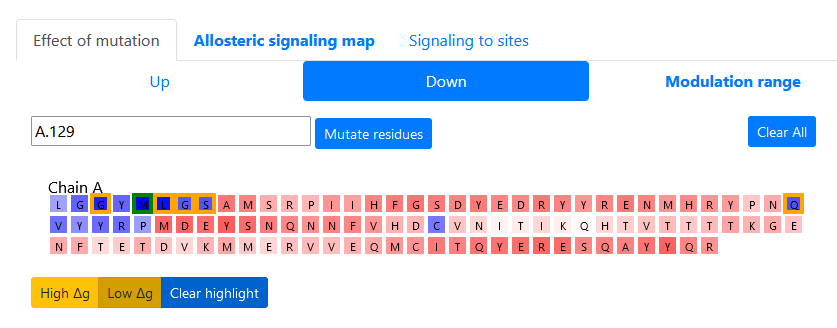 Effect of mutation Allosteric signaling map Signaling to sites
Up Down Modulation range
A.129 Mutate residues Clear All
Chain A
L G G Y M L G S A M S R P I I H F G S D Y E D R Y Y R E N M H R Y P N Q
V Y Y R P M D E Y S N Q N N F V H D C V N I T I K Q H T V T T T T K G E
N F T E T D V K M M E R V V E Q M C I T Q Y E R E S Q A Y Y Q R
High Δg Low Δg Clear highlight